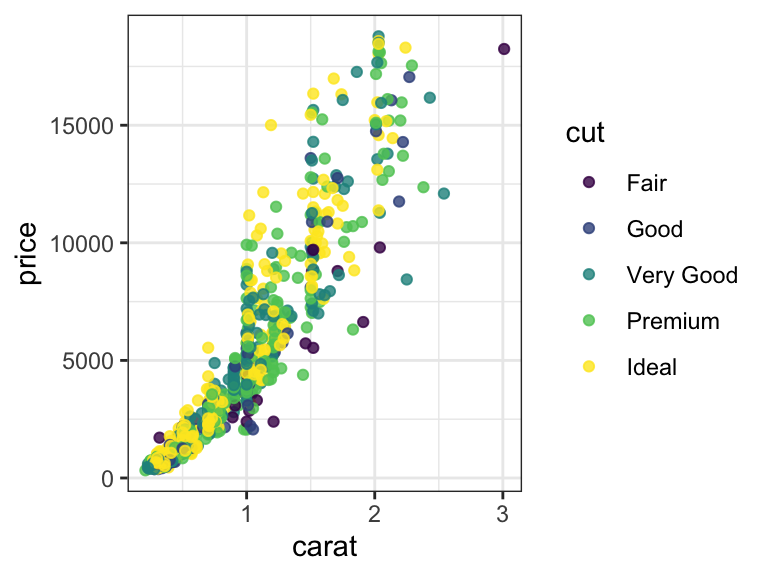 price
15000
10000
5000
0
1
2
3
carat
cut
Fair
Good
Very Good
Premium
Ideal